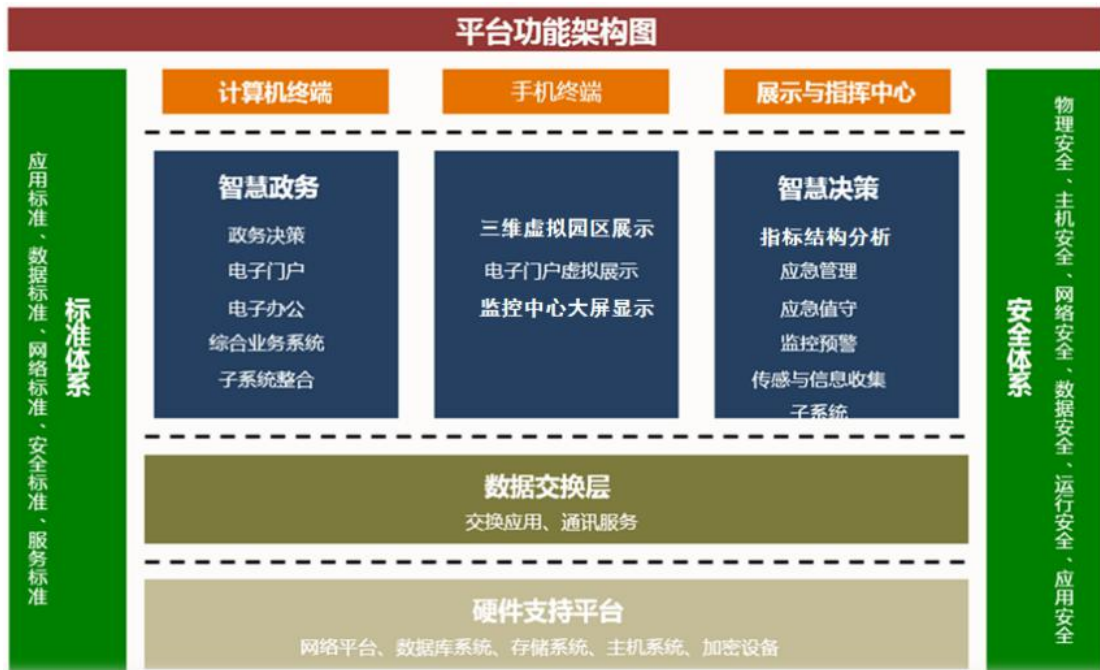 平台功能架构图
计算机终端
手机终端
展示与指挥中心
应用标准、数据标准、网络标准、安全标准、服务标准
标准体系
智慧政务
政务决策
电子门户
电子办公
综合业务系统
子系统整合
三维虚拟园区展示
电子门户虚拟展示
监控中心大屏显示
智慧决策
指标结构分析
应急管理
应急值守
监控预警
传感与信息收集
子系统
安全体系
物理安全、主机安全、网络安全、数据安全、运行安全、应用安全
数据交换层
交换应用、通讯服务
硬件支持平台
网络平台、数据库系统、存储系统、主机系统、加密设备